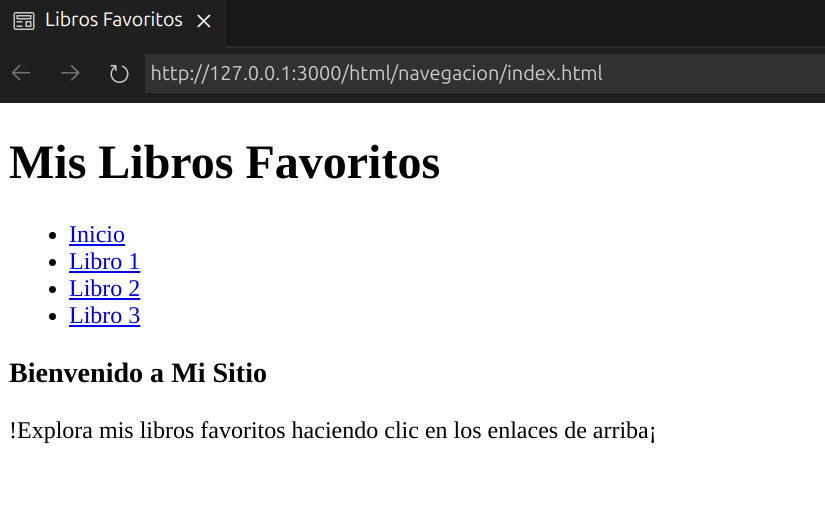 Libros Favoritos
http://127.0.0.1:3000/html/navegacion/index.html
Mis Libros Favoritos
Inicio
Libro 1
Libro 2
Libro 3
Bienvenido a Mi Sitio
!Explora mis libros favoritos haciendo clic en los enlaces de arriba¡